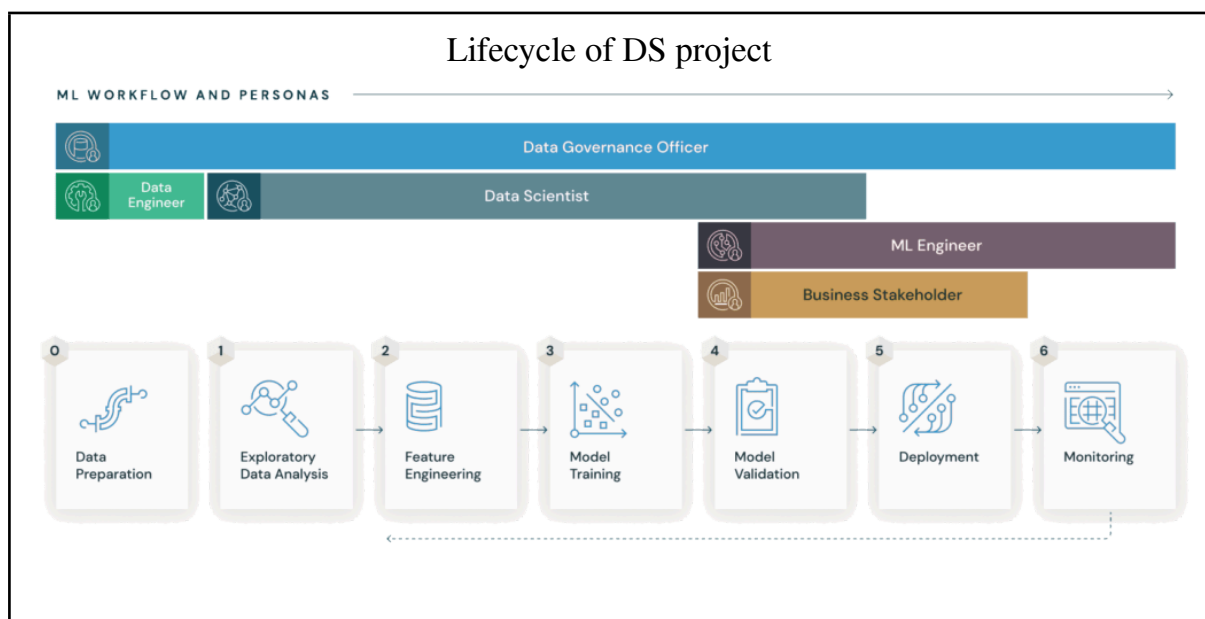 Lifecycle of DS project
ML WORKFLOW AND PERSONAS
Data Governance Officer
Data
Engineer
Data Scientist
ML Engineer
Business Stakeholder
0
Data
Preparation
1
Exploratory
Data Analysis
2
Feature
Engineering
3
Model
Training
4
Model
Validation
5
Deployment
6
Monitoring